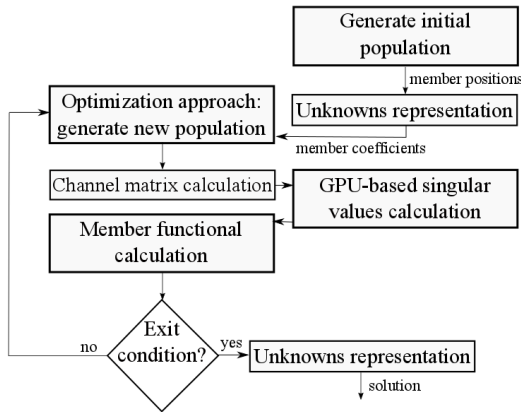 Generate initial
population
member positions
Unknowns representation
member coefficients
Optimization approach:
generate new population
Channel matrix calculation
GPU-based singular
values calculation
Member functional
calculation
Exit
condition?
no
yes
Unknowns representation
solution